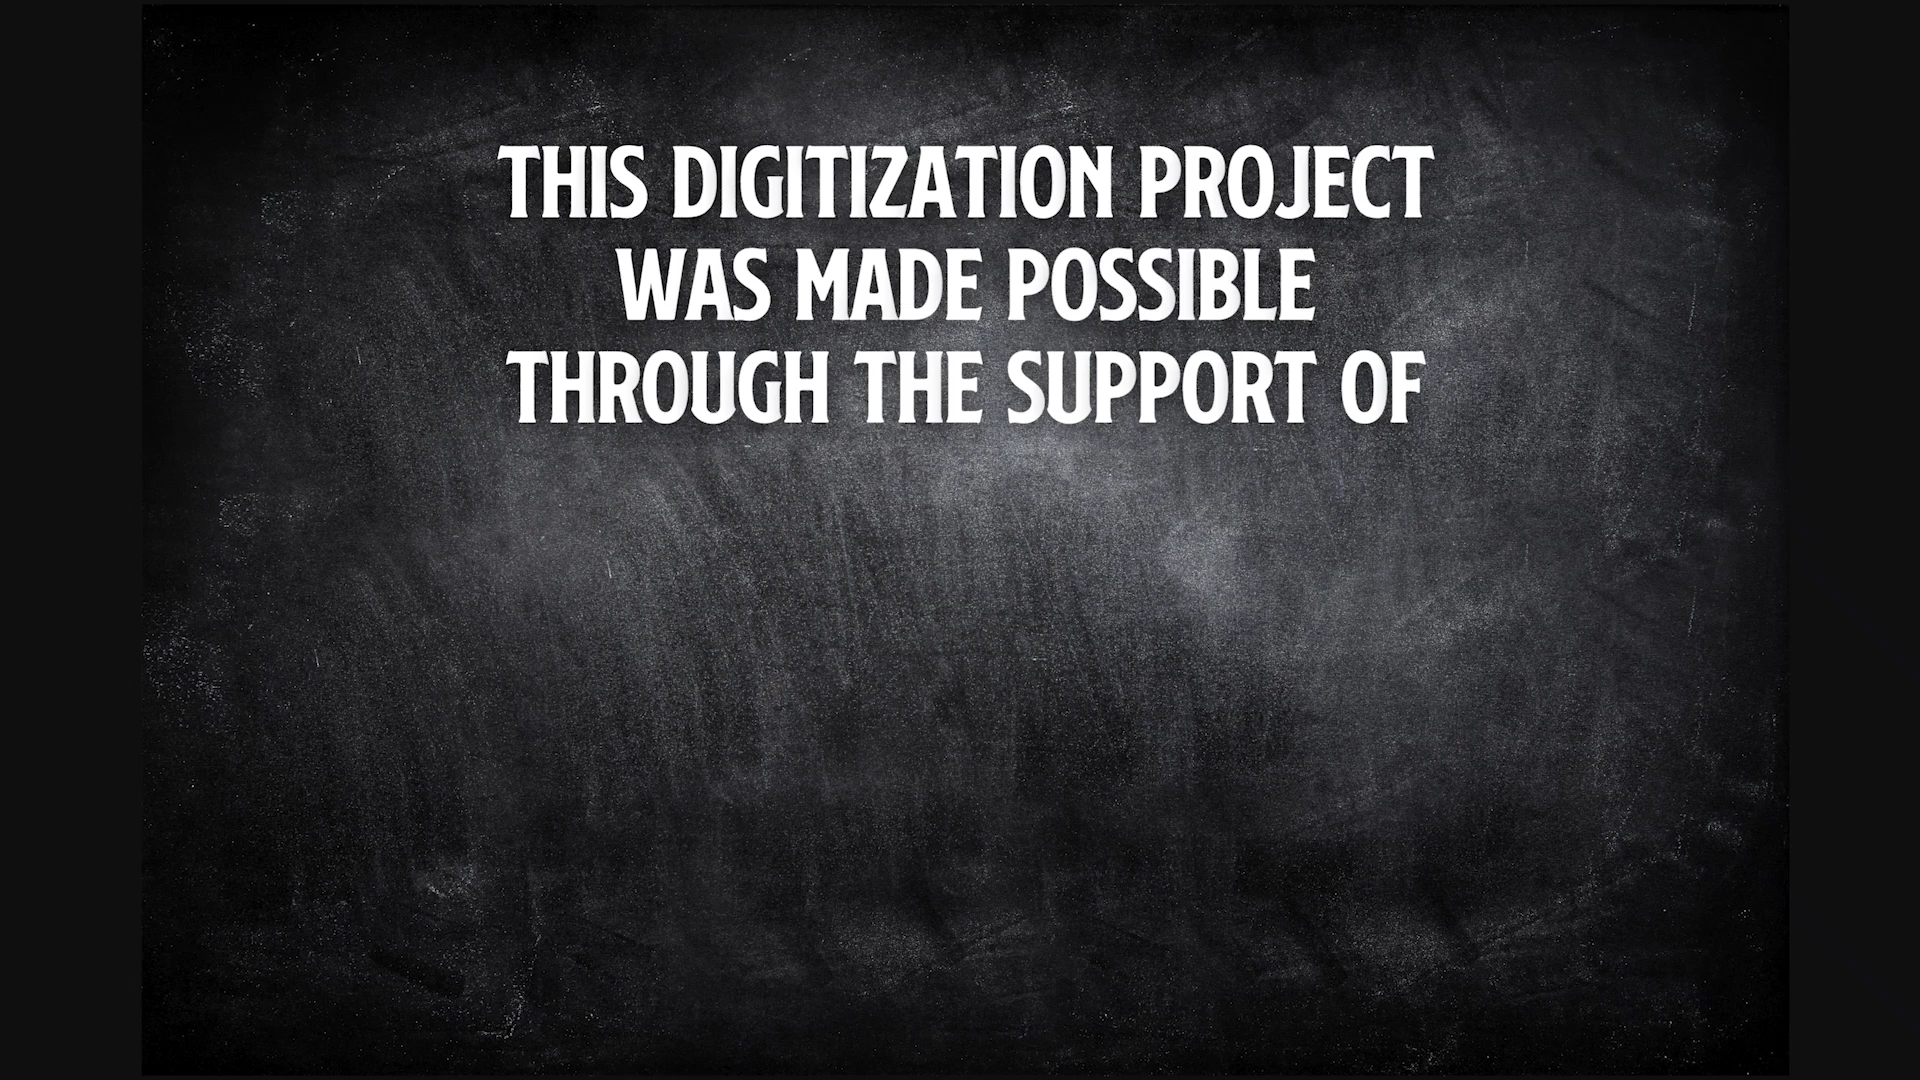 THIS DIGITIZATION PROJECT
WAS MADE POSSIBLE
THROUGH THE SUPPORT OF